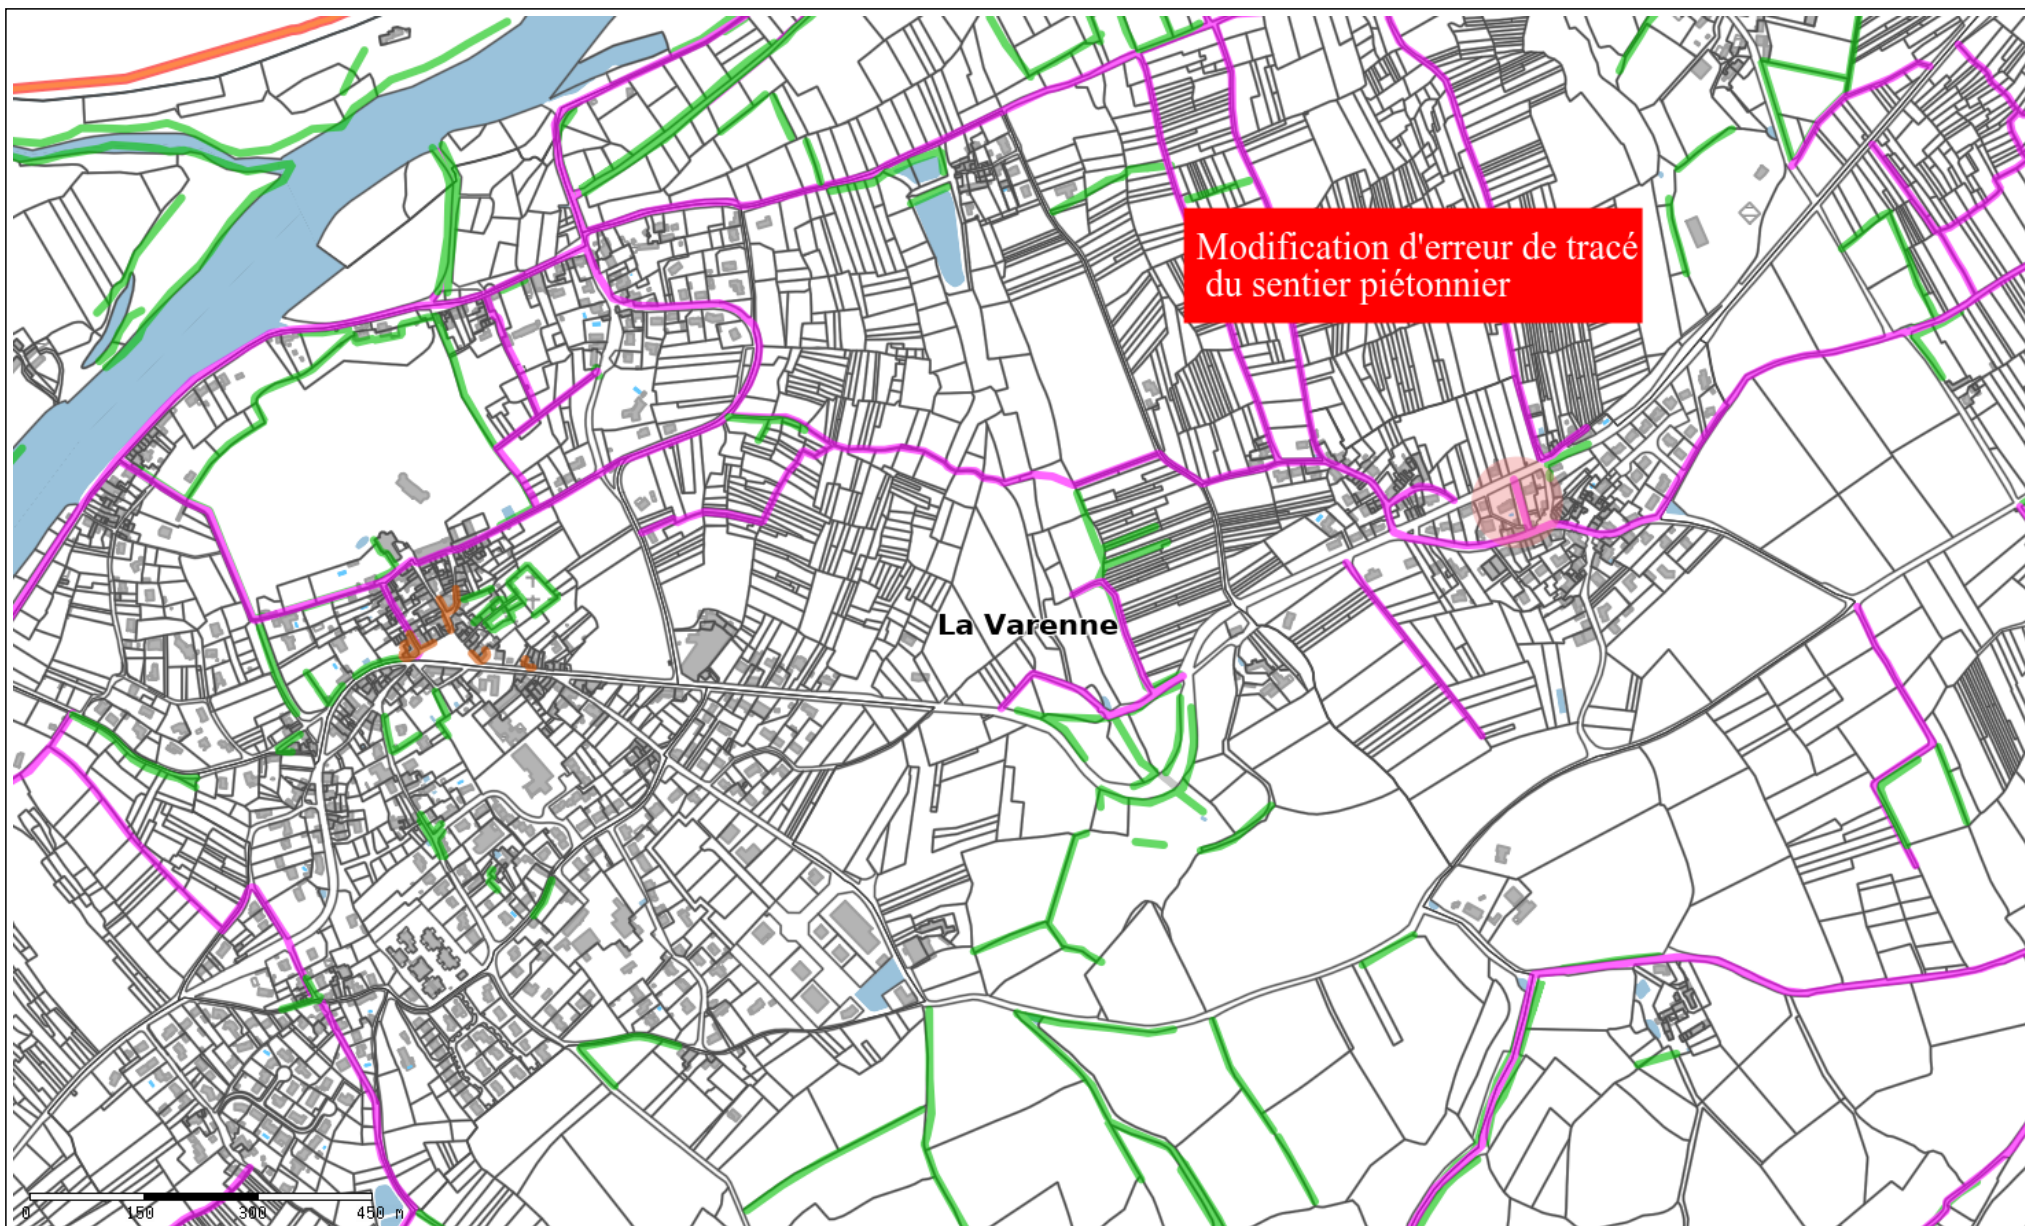 Modification d'erreur de tracé
du sentier piétonnier
La Varenne
0 150 300 450 m